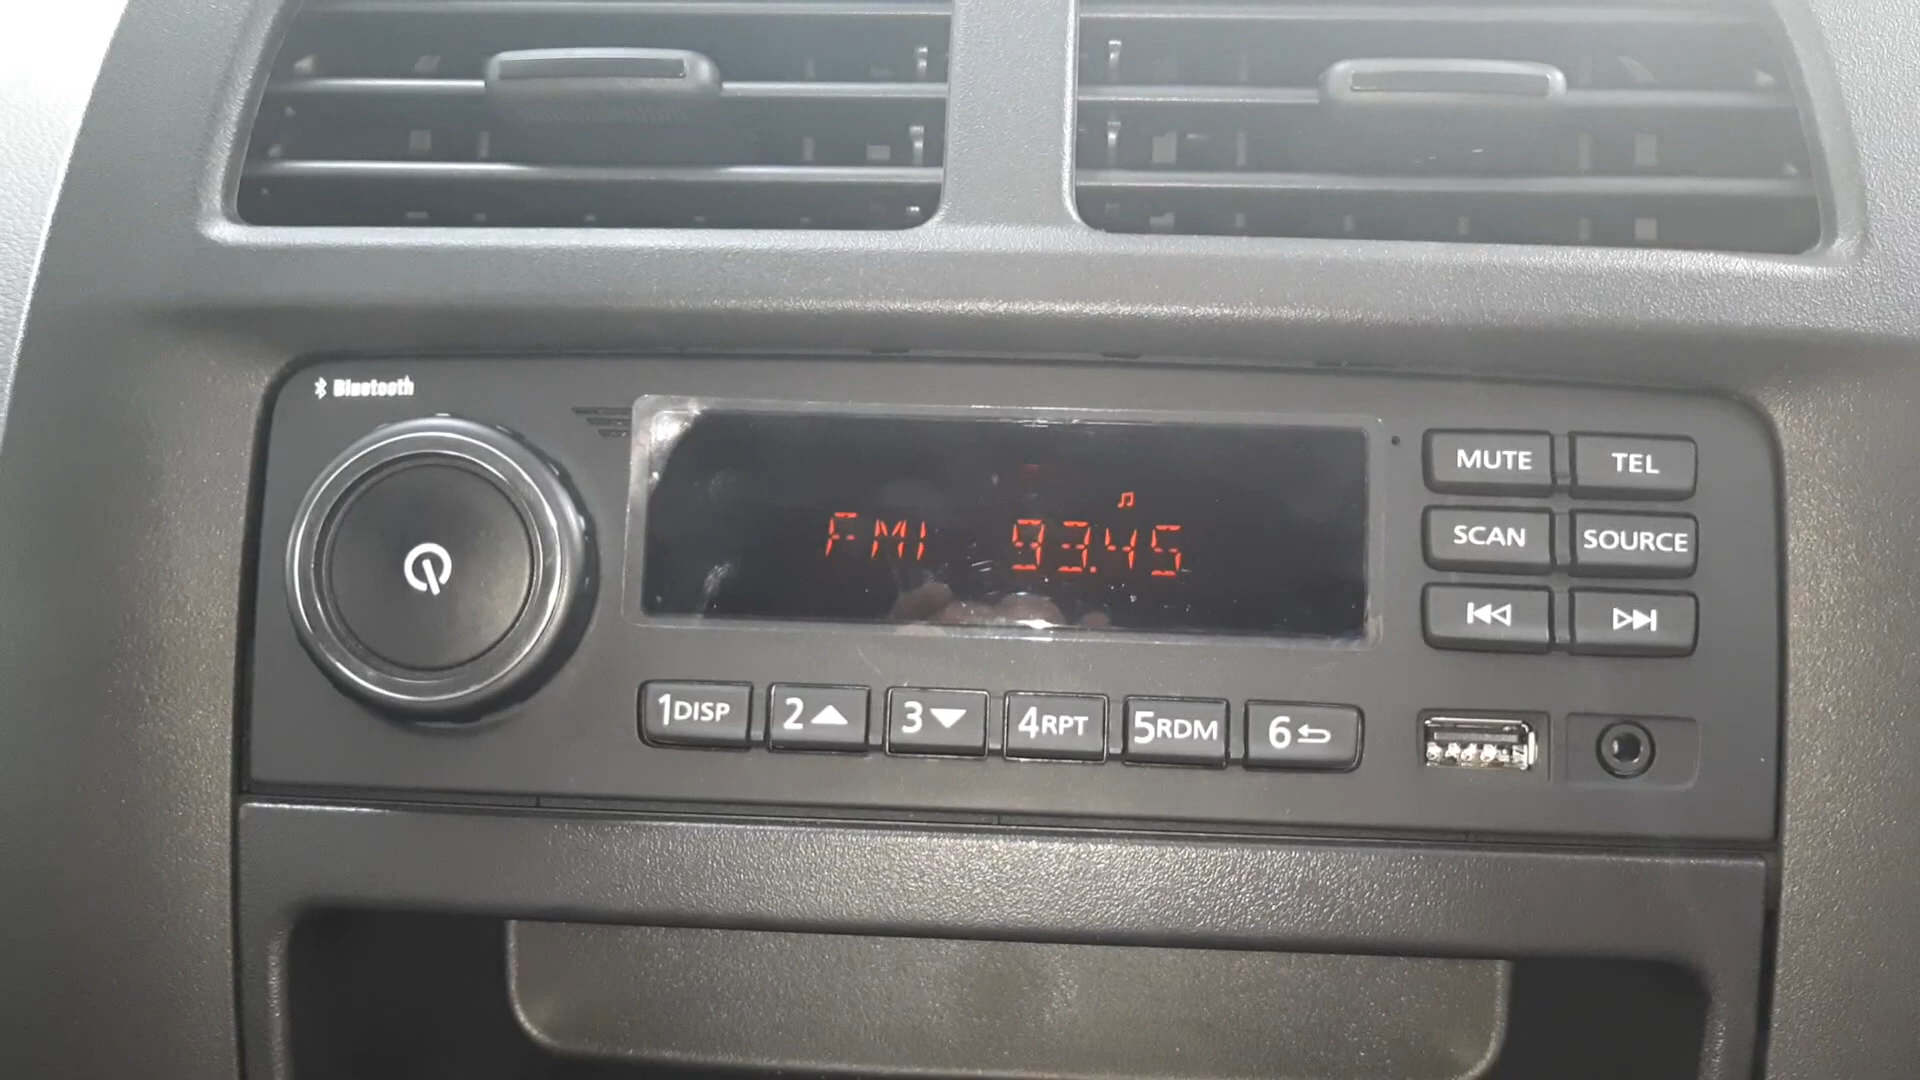 Bluetooth
FM1 93.45
MUTE TEL
SCAN SOURCE
1DISP 2 3 4RPT 5RDM 6